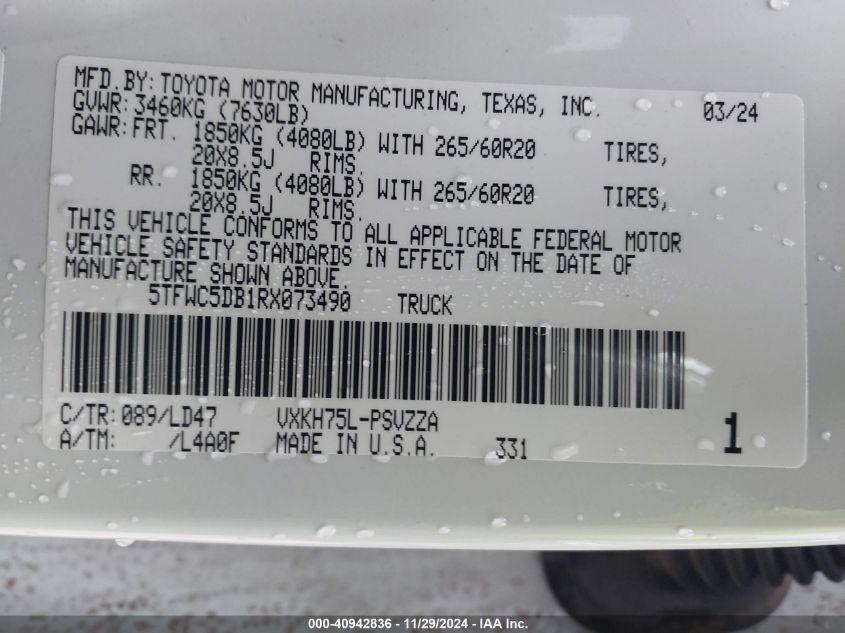 MFD.BY: TOYOTA MOTOR MANUFACTURING, TEXAS, INC. 03/24
GVWR: 3460KG (7630LB)
GAWR: FRT. 1850KG (4080LB) WITH 265/60R20 TIRES,
20X8.5J RIMS.
RR. 1850KG (4080LB) WITH 265/60R20 TIRES,
20X8.5J RIMS.
THIS VEHICLE CONFORMS TO ALL APPLICABLE FEDERAL MOTOR
VEHICLE SAFETY STANDARDS IN EFFECT ON THE DATE OF
MANUFACTURE SHOWN ABOVE.
5TFWC5DB1RX073490 TRUCK
C/TR: 089/LD47 VXKH75L-PSVZZA
A/TM: /L4A0F MADE IN U.S.A. 331 1
000-40942836 | 11/29/2024 | IAA Inc.